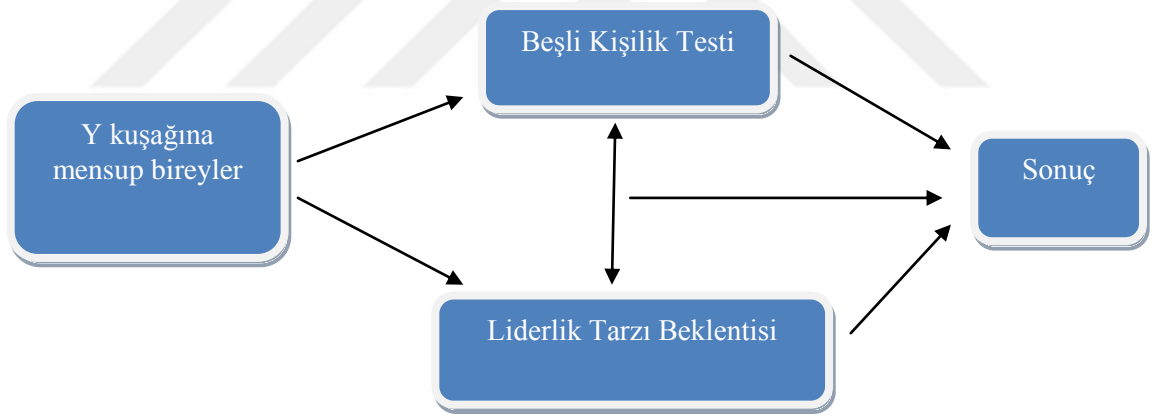 Beşli Kişilik Testi
Y kuşağına
mensup bireyler
Sonuç
Liderlik Tarzı Beklentisi